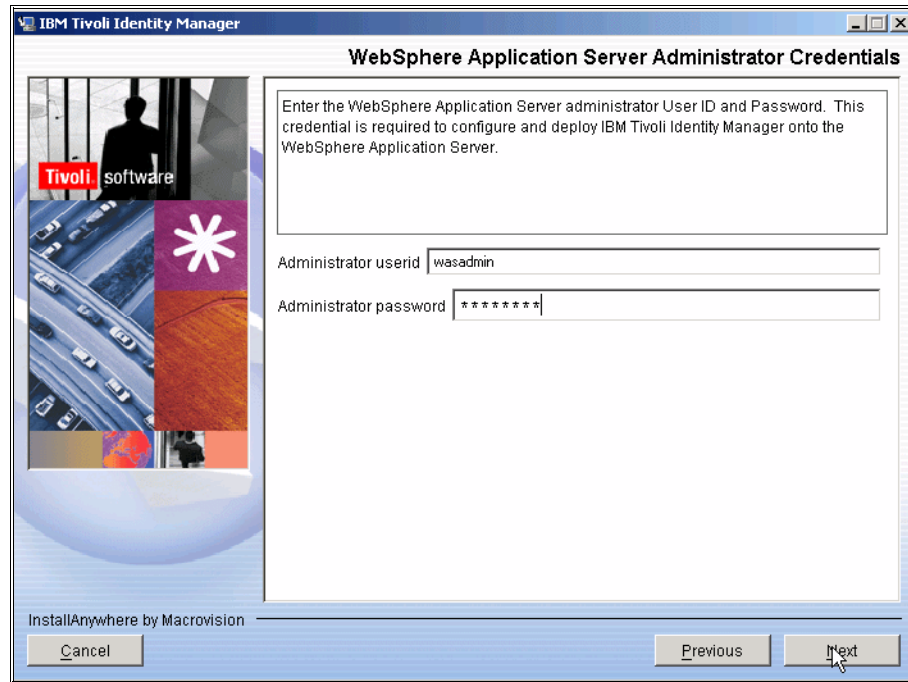 IBM Tivoli Identity Manager
WebSphere Application Server Administrator Credentials
Tivoli. software
Enter the WebSphere Application Server administrator User ID and Password. This
credential is required to configure and deploy IBM Tivoli Identity Manager onto the
WebSphere Application Server.
Administrator userid wasadmin
Administrator password ********
InstallAnywhere by Macrovision
Cancel
Previous
Next